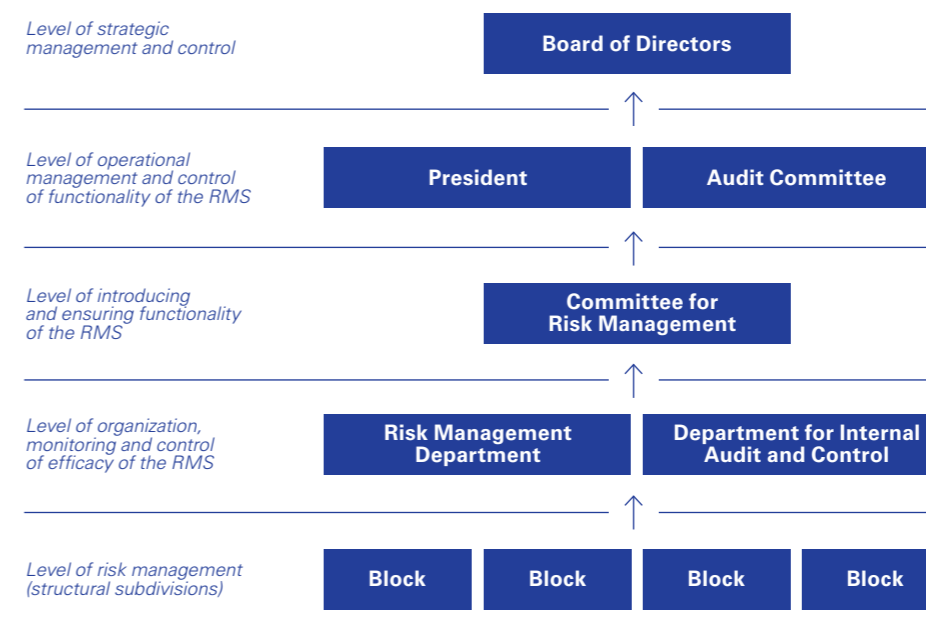 Level of strategic
management and control
Board of Directors
Level of operational
management and control
of functionality of the RMS
President
Audit Committee
Level of introducing
and ensuring functionality
of the RMS
Committee for
Risk Management
Level of organization,
monitoring and control
of efficacy of the RMS
Risk Management
Department
Department for Internal
Audit and Control
Level of risk management
(structural subdivisions)
Block
Block
Block
Block